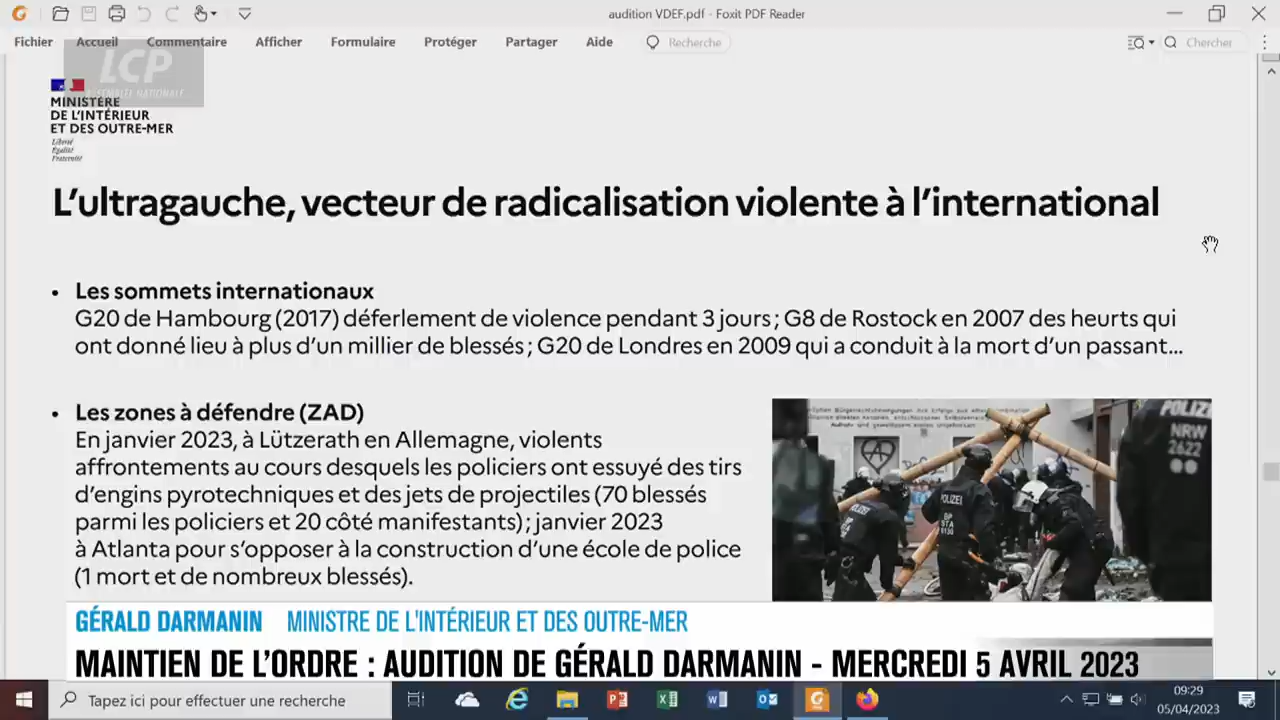 audition VDEF.pdf - Foxit PDF Reader
Fichier Accueil Commentaire Afficher Formulaire Protéger Partager Aide Recherche Chercher
LCP
ASSEMBLÉE NATIONALE
MINISTÈRE
DE L'INTÉRIEUR
ET DES OUTRE-MER
Liberté
Égalité
Fraternité
L'ultragauche, vecteur de radicalisation violente à l'international
• Les sommets internationaux
G20 de Hambourg (2017) déferlement de violence pendant 3 jours ; G8 de Rostock en 2007 des heurts qui
ont donné lieu à plus d'un millier de blessés ; G20 de Londres en 2009 qui a conduit à la mort d'un passant...
• Les zones à défendre (ZAD)
En janvier 2023, à Lützerath en Allemagne, violents
affrontements au cours desquels les policiers ont essuyé des tirs
d'engins pyrotechniques et des jets de projectiles (70 blessés
parmi les policiers et 20 côté manifestants) ; janvier 2023
à Atlanta pour s'opposer à la construction d'une école de police
(1 mort et de nombreux blessés).
POLIZEI
NRW
2622
POLIZEI
POLIZEI
GÉRALD DARMANIN MINISTRE DE L'INTÉRIEUR ET DES OUTRE-MER
MAINTIEN DE L'ORDRE : AUDITION DE GÉRALD DARMANIN - MERCREDI 5 AVRIL 2023
Tapez ici pour effectuer une recherche
09:29
05/04/2023